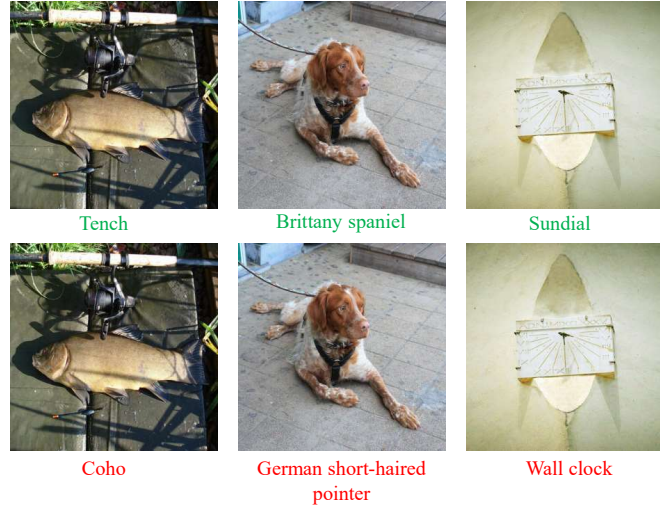 Tench
Brittany spaniel
Sundial
Coho
German short-haired
pointer
Wall clock